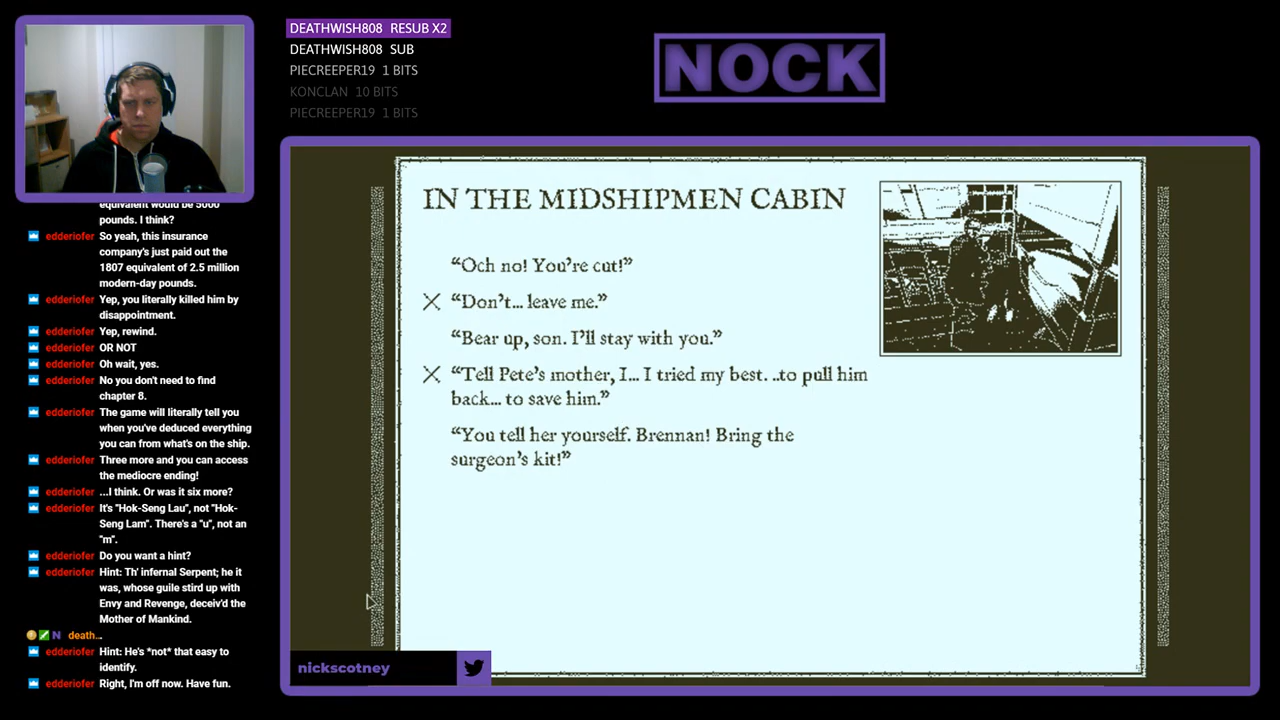 DEATHWISH808 RESUB X2
DEATHWISH808 SUB
PIECREEPER19 1 BITS
KONCLAN 10 BITS
PIECREEPER19 1 BITS
NOCK
equivalent would be 5000
pounds. I think?
edderiofer So yeah, this insurance
company's just paid out the
1807 equivalent of 2.5 million
modern-day pounds.
edderiofer Yep, you literally killed him by
disappointment.
edderiofer Yep, rewind.
edderiofer OR NOT
edderiofer Oh wait, yes.
edderiofer No you don't need to find
chapter 8.
edderiofer The game will literally tell you
when you've deduced everything
you can from what's on the ship.
edderiofer Three more and you can access
the mediocre ending!
edderiofer ...I think. Or was it six more?
edderiofer It's "Hok-Seng Lau", not "Hok-
Seng Lam". There's a "u", not an
"m".
edderiofer Do you want a hint?
edderiofer Hint: Th' infernal Serpent; he it
was, whose guile stird up with
Envy and Revenge, deceiv'd the
Mother of Mankind.
N death... .
edderiofer Hint: He's *not* that easy to
identify.
edderiofer Right, I'm off now. Have fun.
IN THE MIDSHIPMEN CABIN
“Och no! You're cut!”
“Don't... leave me.”
“Bear up, son. I'll stay with you.”
“Tell Pete's mother, I... I tried my best. ..to pull him
back... to save him.”
“You tell her yourself. Brennan! Bring the
surgeon's kit!”
nickscotney